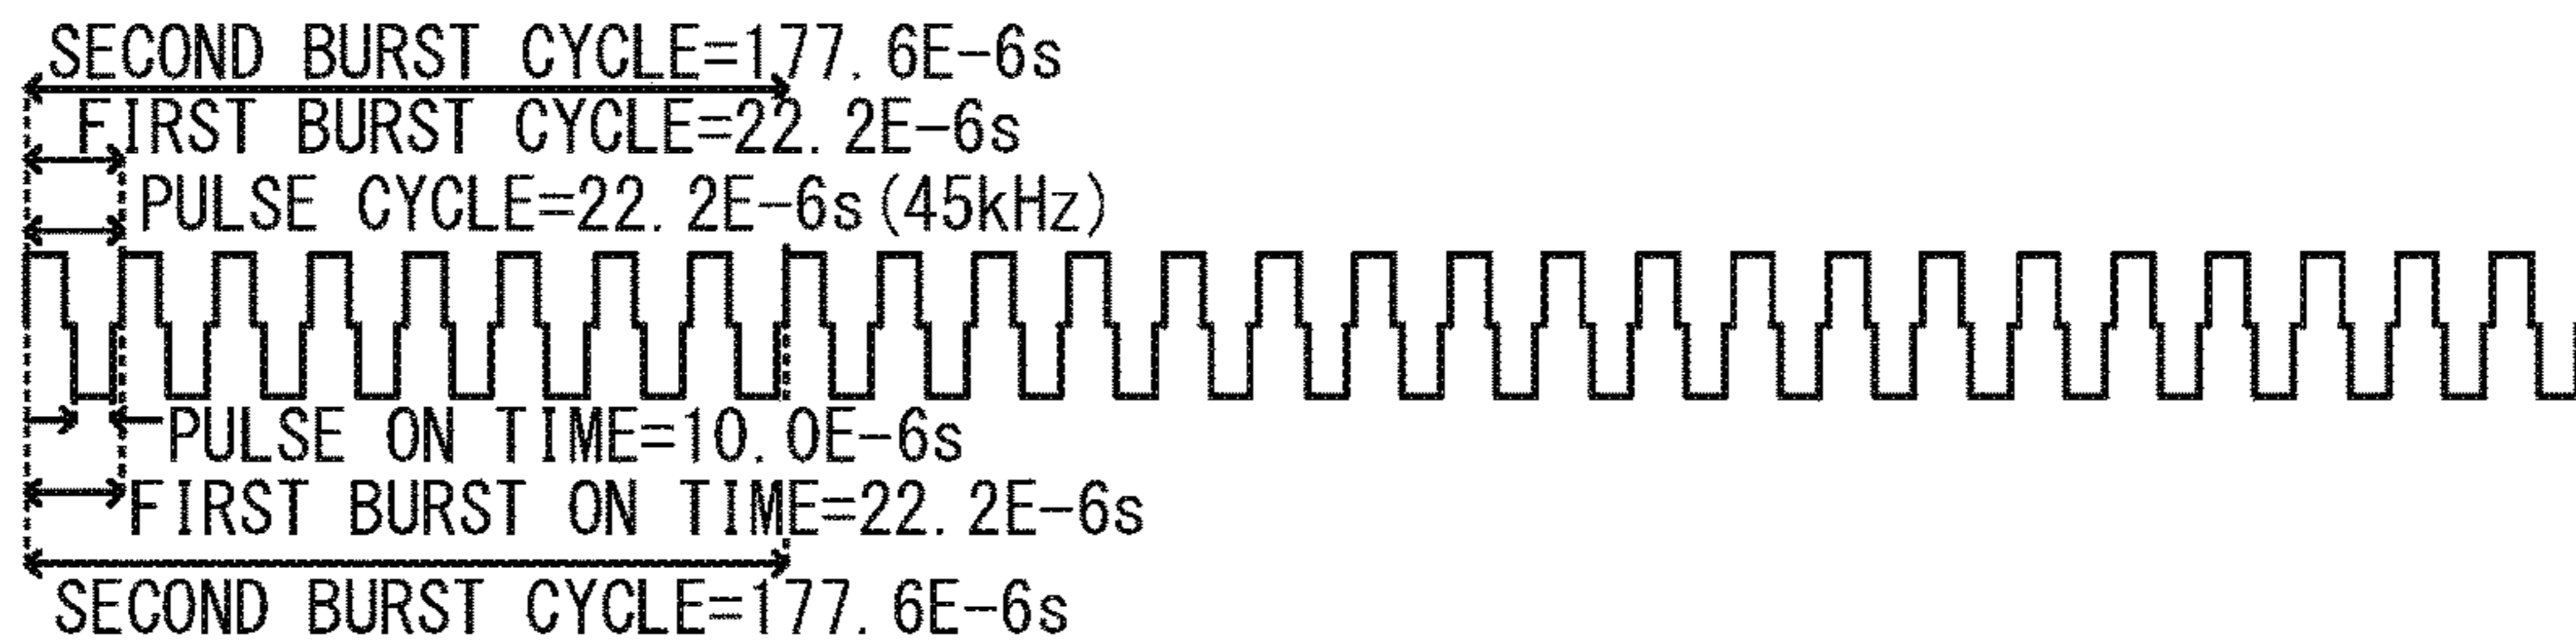 SECOND BURST CYCLE=177.6E-6s
FIRST BURST CYCLE=22.2E-6s
PULSE CYCLE=22.2E-6s(45kHz)
PULSE ON TIME=10.0E-6s
FIRST BURST ON TIME=22.2E-6s
SECOND BURST CYCLE=177.6E-6s